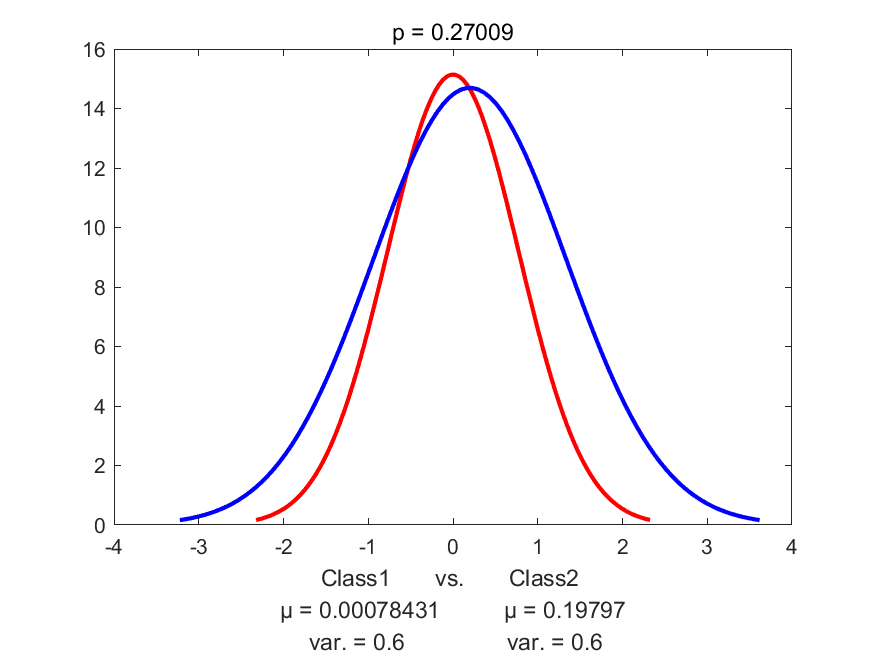 p = 0.27009
16
14
12
10
8
6
4
2
0
-4 -3 -2 -1 0 1 2 3 4
Class1 vs. Class2
μ = 0.00078431 μ = 0.19797
var. = 0.6 var. = 0.6